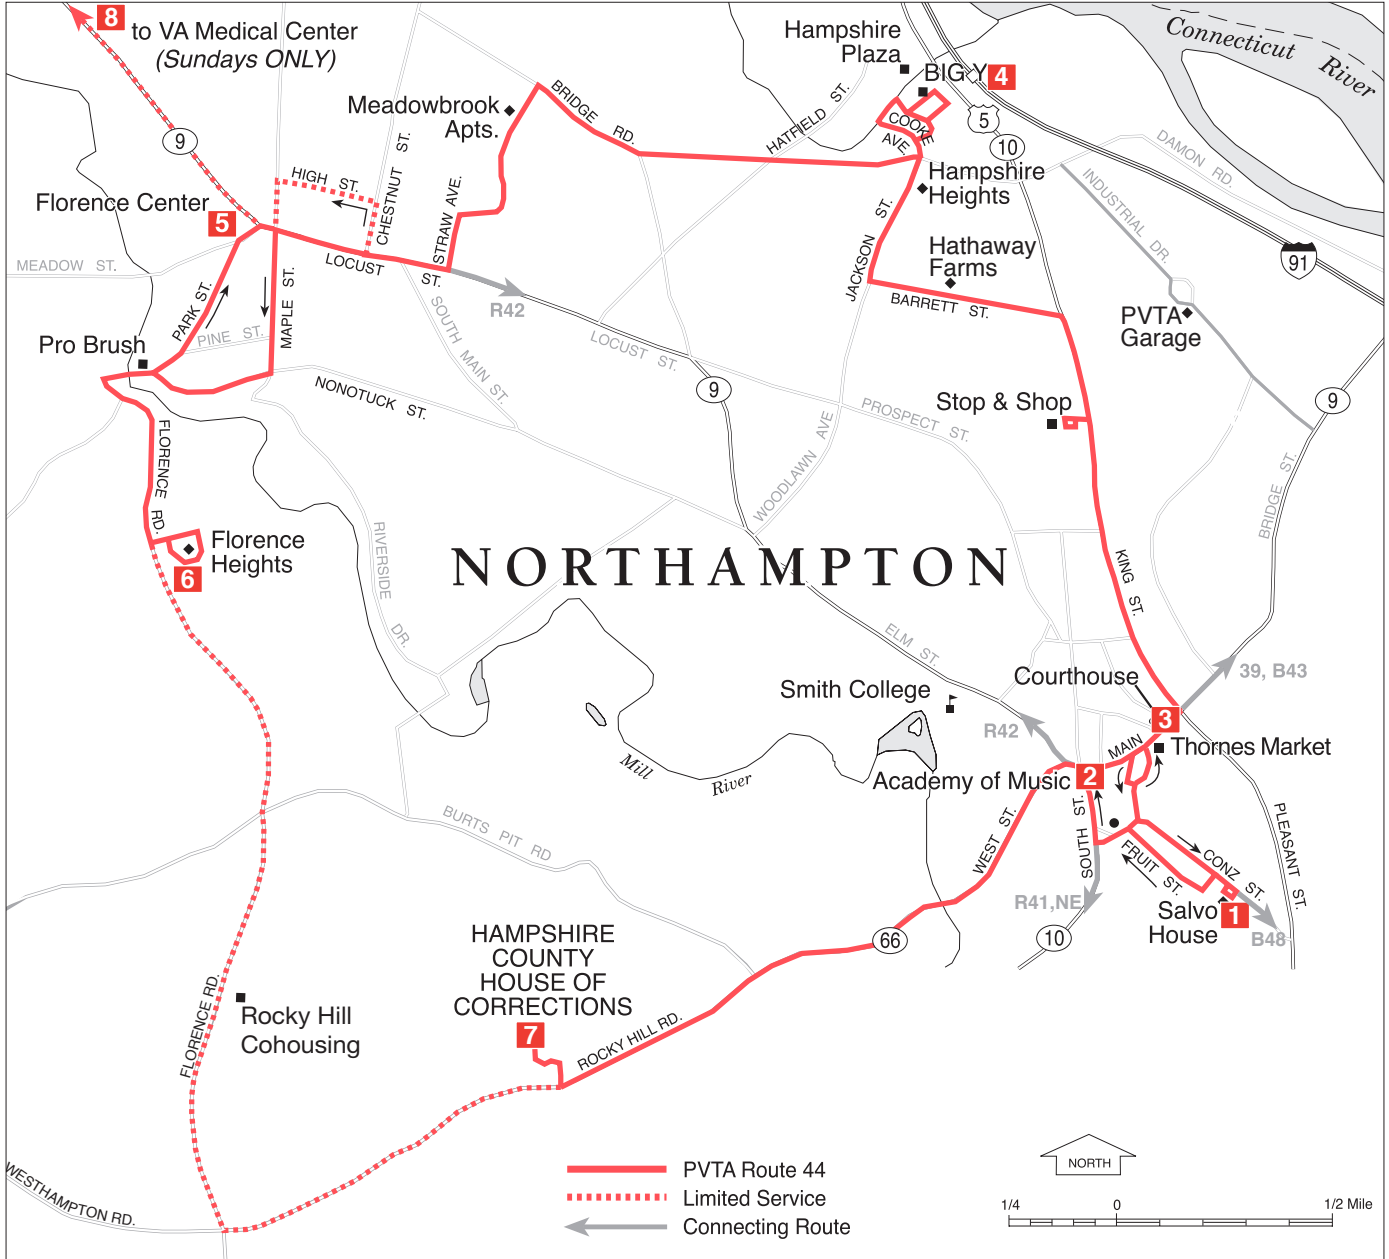 8
to VA Medical Center
(Sundays ONLY)
9
Meadowbrook
Apts.
BRIDGE RD.
Hampshire
Plaza
BIG Y
4
HATFIELD ST.
COOKE
AVE
5
10
Connecticut River
DAMON RD.
INDUSTRIAL DR.
91
HIGH ST.
CHESTNUT ST.
STRAW AVE.
Florence Center
5
MEADOW ST.
LOCUST ST.
R42
PARK ST.
PINE ST.
MAPLE ST.
Hampshire
Heights
JACKSON ST.
Hathaway
Farms
BARRETT ST.
PVTA
Garage
Pro Brush
SOUTH MAIN ST.
LOCUST ST.
NONOTUCK ST.
9
Stop & Shop
9
PROSPECT ST.
WOODLAWN AVE
BRIDGE ST.
FLORENCE RD.
Florence
Heights
6
RIVERSIDE DR.
NORTHAMPTON
KING ST.
ELM ST.
Courthouse
39, B43
Smith College
3
R42
MAIN
Thornes Market
Academy of Music
2
Mill River
BURTS PIT RD
WEST ST.
SOUTH ST.
FRUIT ST.
CONZ ST.
PLEASANT ST.
R41,NE
Salvo
House
1
B48
10
66
HAMPSHIRE
COUNTY
HOUSE OF
CORRECTIONS
7
ROCKY HILL RD.
FLORENCE RD.
Rocky Hill
Cohousing
WESTHAMPTON RD.
PVTA Route 44
Limited Service
Connecting Route
NORTH
1/4 0 1/2 Mile